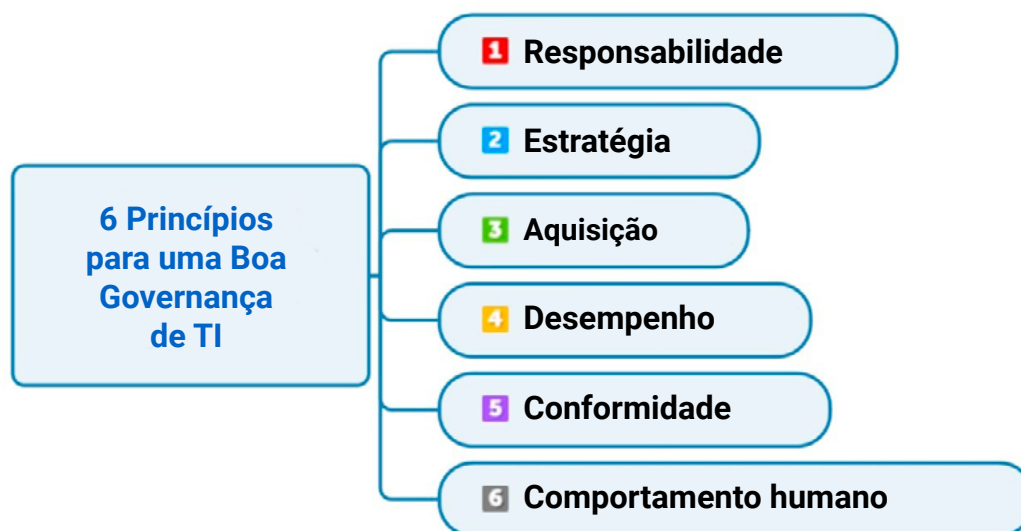 6 Princípios
para uma Boa
Governança
de TI
1 Responsabilidade
2 Estratégia
3 Aquisição
4 Desempenho
5 Conformidade
6 Comportamento humano